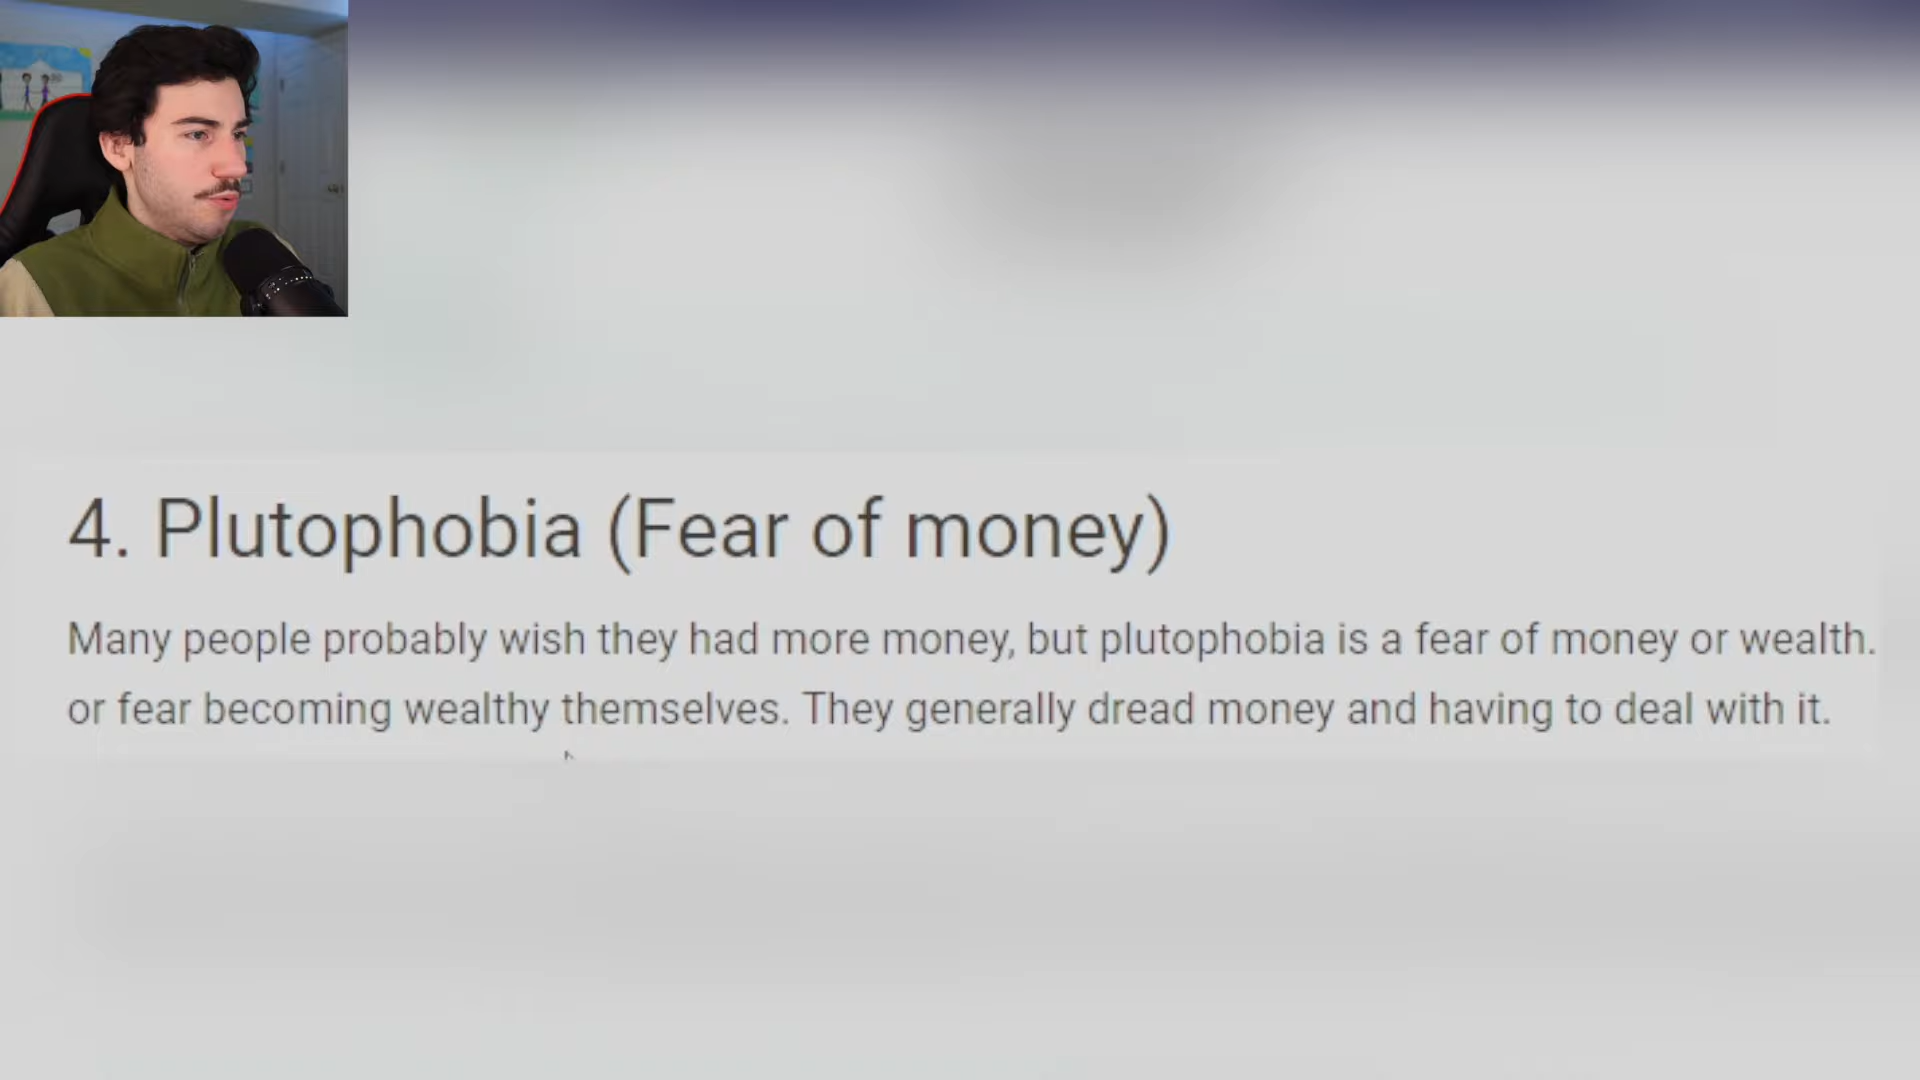 4. Plutophobia (Fear of money)
Many people probably wish they had more money, but plutophobia is a fear of money or wealth.
or fear becoming wealthy themselves. They generally dread money and having to deal with it.